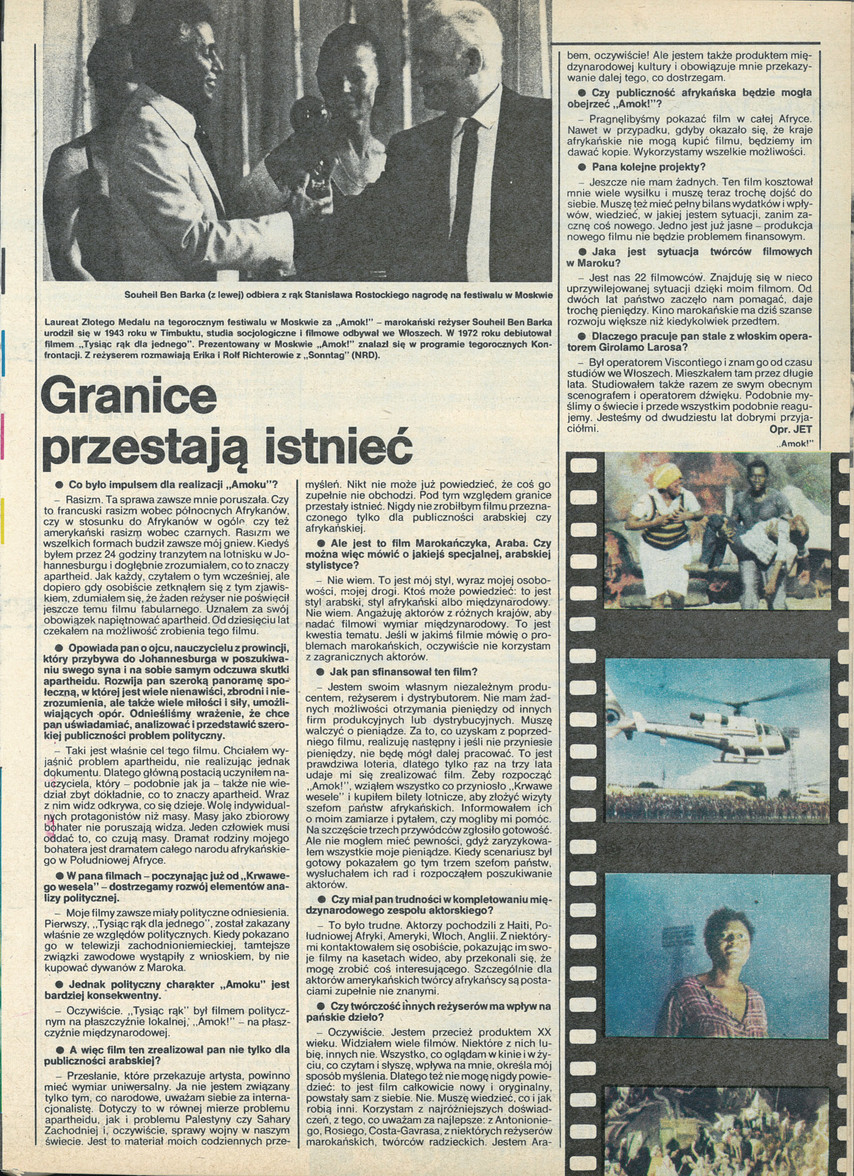 Souheil Ben Barka (z lewej) odbiera z rąk Stanisława Rostockiego nagrodę na festiwalu w Moskwie
Laureat Złotego Medalu na tegorocznym festiwalu w Moskwie za „Amok!” – marokański reżyser Souheil Ben Barka
urodził się w 1943 roku w Timbuktu, studia socjologiczne i filmowe odbywał we Włoszech. W 1972 roku debiutował
filmem „Tysiąc rąk dla jednego”. Prezentowany w Moskwie „Amok!” znalazł się w programie tegorocznych Kon-
frontacji. Z reżyserem rozmawiają Erika i Rolf Richterowie z „Sonntag” (NRD).
Granice
przestają istnieć
● Co było impulsem dla realizacji „Amoku”?
– Rasizm. Ta sprawa zawsze mnie poruszała. Czy
to francuski rasizm wobec północnych Afrykanów,
czy w stosunku do Afrykanów w ogóle czy też
amerykański rasizm wobec czarnych. Rasizm we
wszelkich formach budził zawsze mój gniew. Kiedyś
byłem przez 24 godziny tranzytem na lotnisku w Jo-
hannesburgu i dogłębnie zrozumiałem, co to znaczy
apartheid. Jak każdy, czytałem o tym wcześniej, ale
dopiero gdy osobiście zetknąłem się z tym zjawis-
kiem, zdumiałem się, że żaden reżyser nie poświęcił
jeszcze temu filmu fabularnego. Uznałem za swój
obowiązek napiętnować apartheid. Od dziesięciu lat
czekałem na możliwość zrobienia tego filmu.
● Opowiada pan o ojcu, nauczycielu z prowincji,
który przybywa do Johannesburga w poszukiwa-
niu swego syna i na sobie samym odczuwa skutki
apartheidu. Rozwija pan szeroką panoramę spo-
łeczną, w której jest wiele nienawiści, zbrodni i nie-
zrozumienia, ale także wiele miłości i siły, umożli-
wiających opór. Odnieśliśmy wrażenie, że chce
pan uświadamiać, analizować i przedstawić szero-
kiej publiczności problem polityczny.
– Taki jest właśnie cel tego filmu. Chciałem wy-
jaśnić problem apartheidu, nie realizując jednak
dokumentu. Dlatego główną postacią uczyniłem na-
uczyciela, który – podobnie jak ja – także nie wie-
dział zbyt dokładnie, co to znaczy apartheid. Wraz
z nim widz odkrywa, co się dzieje. Wolę indywidual-
nych protagonistów niż masy. Masy jako zbiorowy
bohater nie poruszają widza. Jeden człowiek musi
oddać to, co czują masy. Dramat rodziny mojego
bohatera jest dramatem całego narodu afrykańskie-
go w Południowej Afryce.
● W pana filmach – poczynając już od „Krwawe-
go wesela” – dostrzegamy rozwój elementów ana-
lizy politycznej.
– Moje filmy zawsze miały polityczne odniesienia.
Pierwszy, „Tysiąc rąk dla jednego”, został zakazany
właśnie ze względów politycznych. Kiedy pokazano
go w telewizji zachodnioniemieckiej, tamtejsze
związki zawodowe wystąpiły z wnioskiem, by nie
kupować dywanów z Maroka.
● Jednak polityczny charakter „Amoku” jest
bardziej konsekwentny.
– Oczywiście. „Tysiąc rąk” był filmem politycz-
nym na płaszczyźnie lokalnej, „Amok!” – na płasz-
czyźnie międzynarodowej.
● A więc film ten zrealizował pan nie tylko dla
publiczności arabskiej?
– Przesłanie, które przekazuje artysta, powinno
mieć wymiar uniwersalny. Ja nie jestem związany
tylko tym, co narodowe, uważam siebie za interna-
cjonalistę. Dotyczy to w równej mierze problemu
apartheidu, jak i problemu Palestyny czy Sahary
Zachodniej i, oczywiście, sprawy wojny w naszym
świecie. Jest to materiał moich codziennych prze-
myśleń. Nikt nie może już powiedzieć, że coś go
zupełnie nie obchodzi. Pod tym względem granice
przestały istnieć. Nigdy nie zrobiłbym filmu przezna-
czonego tylko dla publiczności arabskiej czy
afrykańskiej.
● Ale jest to film Marokańczyka, Araba. Czy
można więc mówić o jakiejś specjalnej, arabskiej
stylistyce?
– Nie wiem. To jest mój styl, wyraz mojej osobo-
wości, mojej drogi. Ktoś może powiedzieć: to jest
styl arabski, styl afrykański albo międzynarodowy.
Nie wiem. Angażuję aktorów z różnych krajów, aby
nadać filmowi wymiar międzynarodowy. To jest
kwestia tematu. Jeśli w jakimś filmie mówię o pro-
blemach marokańskich, oczywiście nie korzystam
z zagranicznych aktorów.
● Jak pan sfinansował ten film?
– Jestem swoim własnym niezależnym produ-
centem, reżyserem i dystrybutorem. Nie mam żad-
nych możliwości otrzymania pieniędzy od innych
firm produkcyjnych lub dystrybucyjnych. Muszę
walczyć o pieniądze. Za to, co uzyskam z poprzed-
niego filmu, realizuję następny i jeśli nie przyniesie
pieniędzy, nie będę mógł dalej pracować. To jest
prawdziwa loteria, dlatego tylko raz na trzy lata
udaje mi się zrealizować film. Żeby rozpocząć
„Amok!”, wziąłem wszystko co przyniosło „Krwawe
wesele” i kupiłem bilety lotnicze, aby złożyć wizyty
szefom państw afrykańskich. Informowałem ich
o moim zamiarze i pytałem, czy mogliby mi pomóc.
Na szczęście trzech przywódców zgłosiło gotowość.
Ale nie mogłem mieć pewności, gdyż zaryzykowa-
łem wszystkie moje pieniądze. Kiedy scenariusz był
gotowy pokazałem go tym trzem szefom państw,
wysłuchałem ich rad i rozpocząłem poszukiwanie
aktorów.
● Czy miał pan trudności w kompletowaniu mię-
dzynarodowego zespołu aktorskiego?
– To było trudne. Aktorzy pochodzili z Haiti, Po-
łudniowej Afryki, Ameryki, Włoch, Anglii. Z niektóry-
mi kontaktowałem się osobiście, pokazując im swo-
je filmy na kasetach wideo, aby przekonali się, że
mogę zrobić coś interesującego. Szczególnie dla
aktorów amerykańskich twórcy afrykańscy są posta-
ciami zupełnie nie znanymi.
● Czy twórczość innych reżyserów ma wpływ na
pańskie dzieło?
– Oczywiście. Jestem przecież produktem XX
wieku. Widziałem wiele filmów. Niektóre z nich lu-
bię, innych nie. Wszystko, co oglądam w kinie i w ży-
ciu, co czytam i słyszę, wpływa na mnie, określa mój
sposób myślenia. Dlatego też nie mogę nigdy powie-
dzieć: to jest film całkowicie nowy i oryginalny,
powstały sam z siebie. Nie. Muszę wiedzieć, co i jak
robią inni. Korzystam z najróżniejszych doświad-
czeń, z tego, co uważam za najlepsze: z Antonionie-
go, Rosiego, Costa-Gavrasa, z niektórych reżyserów
marokańskich, twórców radzieckich. Jestem Ara-
bem, oczywiście! Ale jestem także produktem mię-
dzynarodowej kultury i obowiązuje mnie przekazy-
wanie dalej tego, co dostrzegam.
● Czy publiczność afrykańska będzie mogła
obejrzeć „Amok!”?
– Pragnęlibyśmy pokazać film w całej Afryce.
Nawet w przypadku, gdyby okazało się, że kraje
afrykańskie nie mogą kupić filmu, będziemy im
dawać kopie. Wykorzystamy wszelkie możliwości.
● Pana kolejne projekty?
– Jeszcze nie mam żadnych. Ten film kosztował
mnie wiele wysiłku i muszę teraz trochę dojść do
siebie. Muszę też mieć pełny bilans wydatków i wpły-
wów, wiedzieć, w jakiej jestem sytuacji, zanim za-
cznę coś nowego. Jedno jest już jasne – produkcja
nowego filmu nie będzie problemem finansowym.
● Jaka jest sytuacja twórców filmowych
w Maroku?
– Jest nas 22 filmowców. Znajduję się w nieco
uprzywilejowanej sytuacji dzięki moim filmom. Od
dwóch lat państwo zaczęło nam pomagać, daje
trochę pieniędzy. Kino marokańskie ma dziś szanse
rozwoju większe niż kiedykolwiek przedtem.
● Dlaczego pracuje pan stale z włoskim opera-
torem Girolamo Larosa?
– Był operatorem Viscontiego i znam go od czasu
studiów we Włoszech. Mieszkałem tam przez długie
lata. Studiowałem także razem ze swym obecnym
scenografem i operatorem dźwięku. Podobnie my-
ślimy o świecie i przede wszystkim podobnie reagu-
jemy. Jesteśmy od dwudziestu lat dobrymi przyja-
ciółmi. Opr. JET
„Amok!”